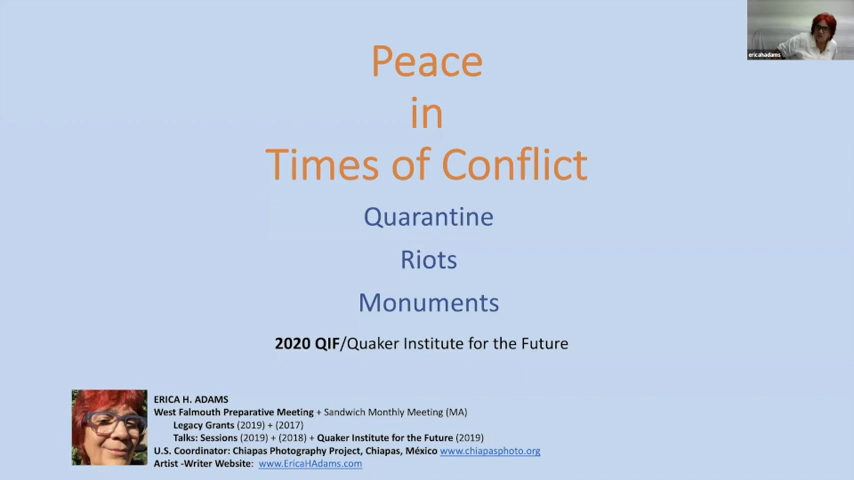 Peace
in
Times of Conflict
Quarantine
Riots
Monuments
2020 QIF/Quaker Institute for the Future
ericahadams
ERICA H. ADAMS
West Falmouth Preparative Meeting + Sandwich Monthly Meeting (MA)
Legacy Grants (2019) + (2017)
Talks: Sessions (2019) + (2018) + Quaker Institute for the Future (2019)
U.S. Coordinator: Chiapas Photography Project, Chiapas, México www.chiapasphoto.org
Artist -Writer Website: www.EricaHAdams.com